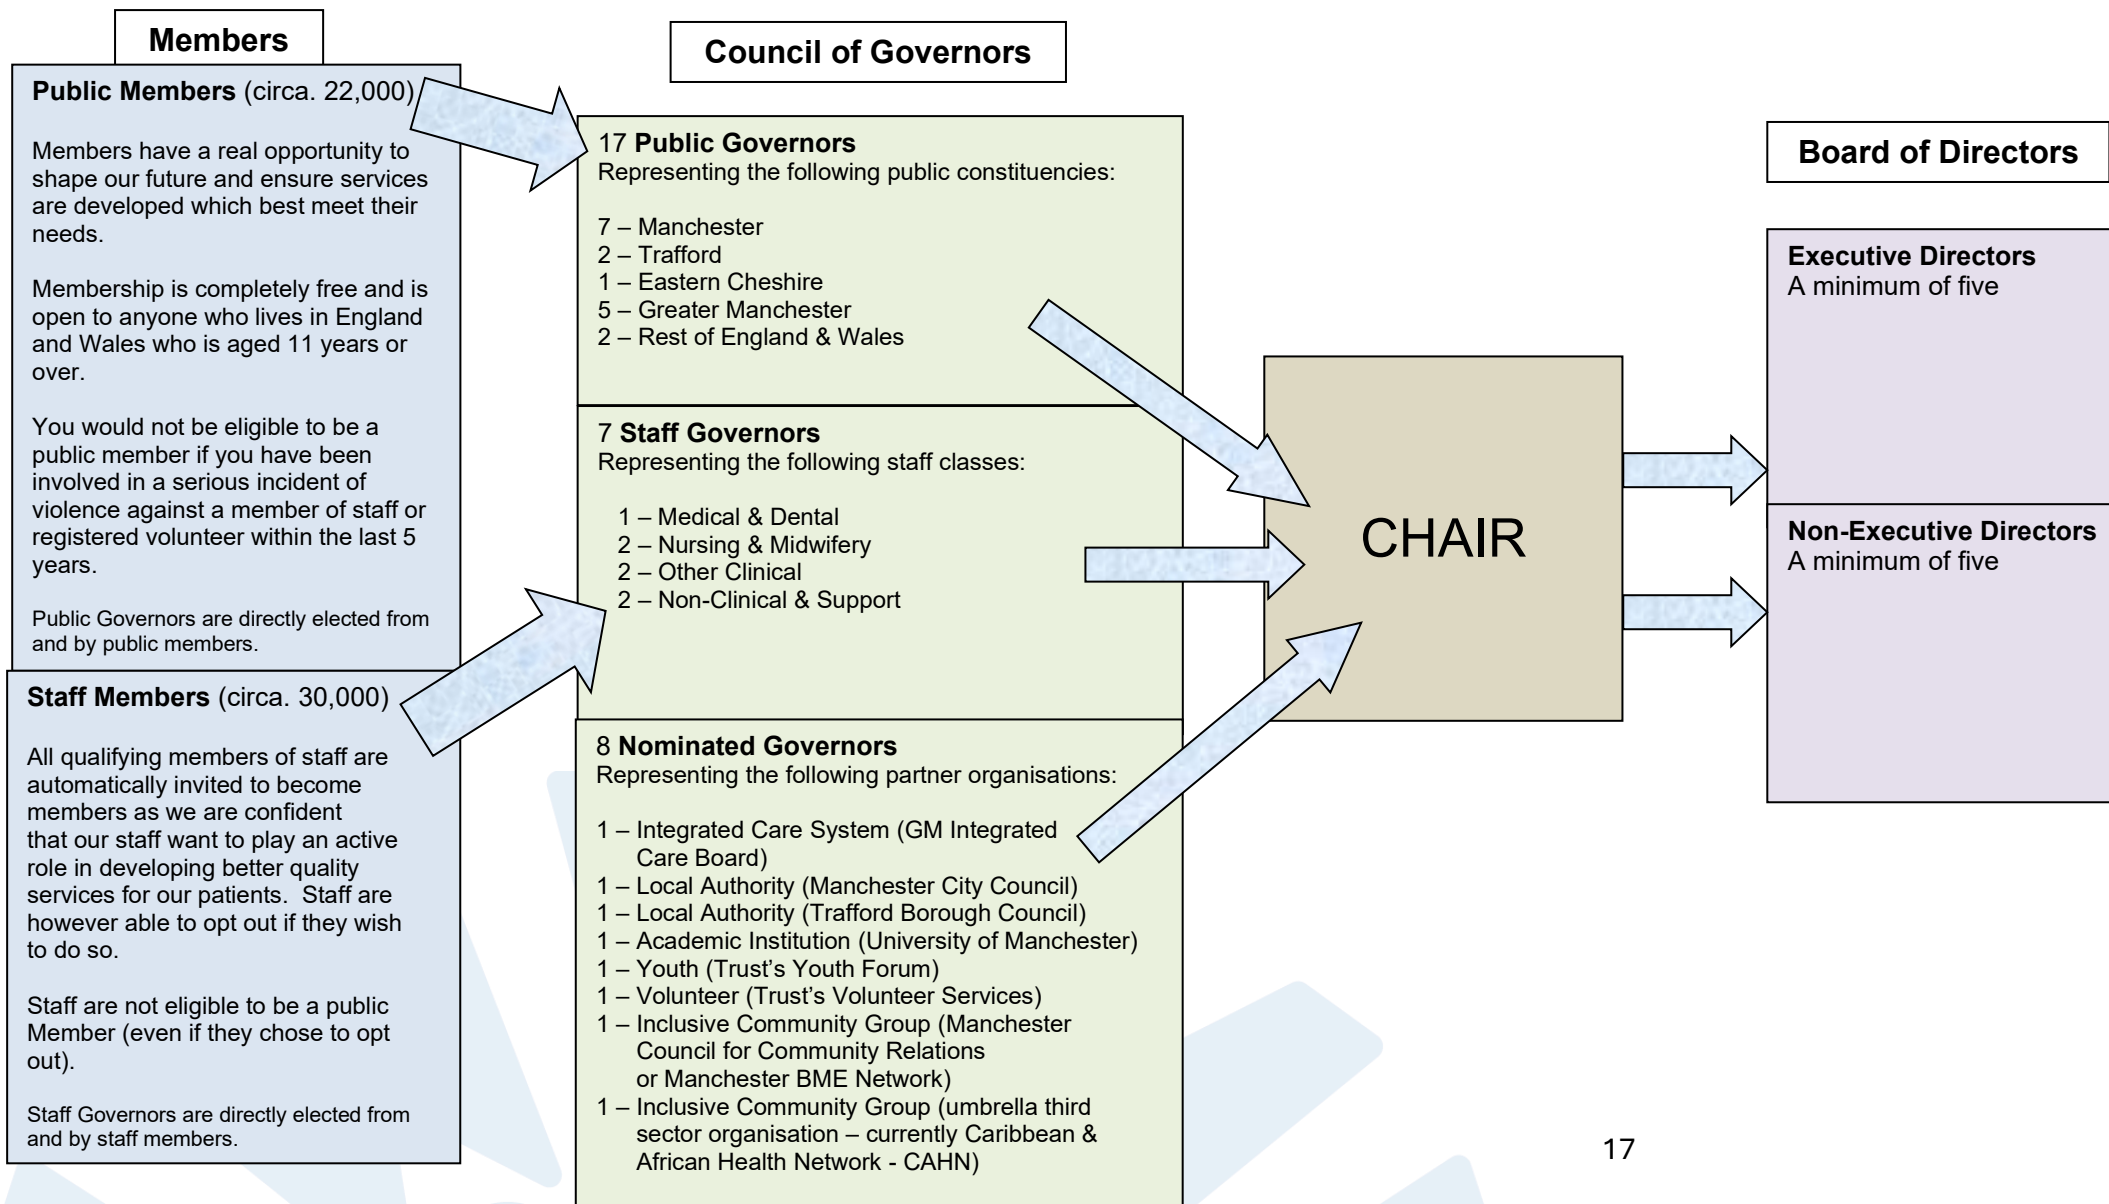 Members
Public Members (circa. 22,000)
Members have a real opportunity to
shape our future and ensure services
are developed which best meet their
needs.
Membership is completely free and is
open to anyone who lives in England
and Wales who is aged 11 years or
over.
You would not be eligible to be a
public member if you have been
involved in a serious incident of
violence against a member of staff or
registered volunteer within the last 5
years.
Public Governors are directly elected from
and by public members.
Staff Members (circa. 30,000)
All qualifying members of staff are
automatically invited to become
members as we are confident
that our staff want to play an active
role in developing better quality
services for our patients.  Staff are
however able to opt out if they wish
to do so.
Staff are not eligible to be a public
Member (even if they chose to opt
out).
Staff Governors are directly elected from
and by staff members.
Council of Governors
17 Public Governors
Representing the following public constituencies:
7 – Manchester
2 – Trafford
1 – Eastern Cheshire
5 – Greater Manchester
2 – Rest of England & Wales
7 Staff Governors
Representing the following staff classes:
1 – Medical & Dental
2 – Nursing & Midwifery
2 – Other Clinical
2 – Non-Clinical & Support
8 Nominated Governors
Representing the following partner organisations:
1 – Integrated Care System (GM Integrated
Care Board)
1 – Local Authority (Manchester City Council)
1 – Local Authority (Trafford Borough Council)
1 – Academic Institution (University of Manchester)
1 – Youth (Trust’s Youth Forum)
1 – Volunteer (Trust’s Volunteer Services)
1 – Inclusive Community Group (Manchester
Council for Community Relations
or Manchester BME Network)
1 – Inclusive Community Group (umbrella third
sector organisation – currently Caribbean &
African Health Network - CAHN)
CHAIR
Board of Directors
Executive Directors
A minimum of five
Non-Executive Directors
A minimum of five
17